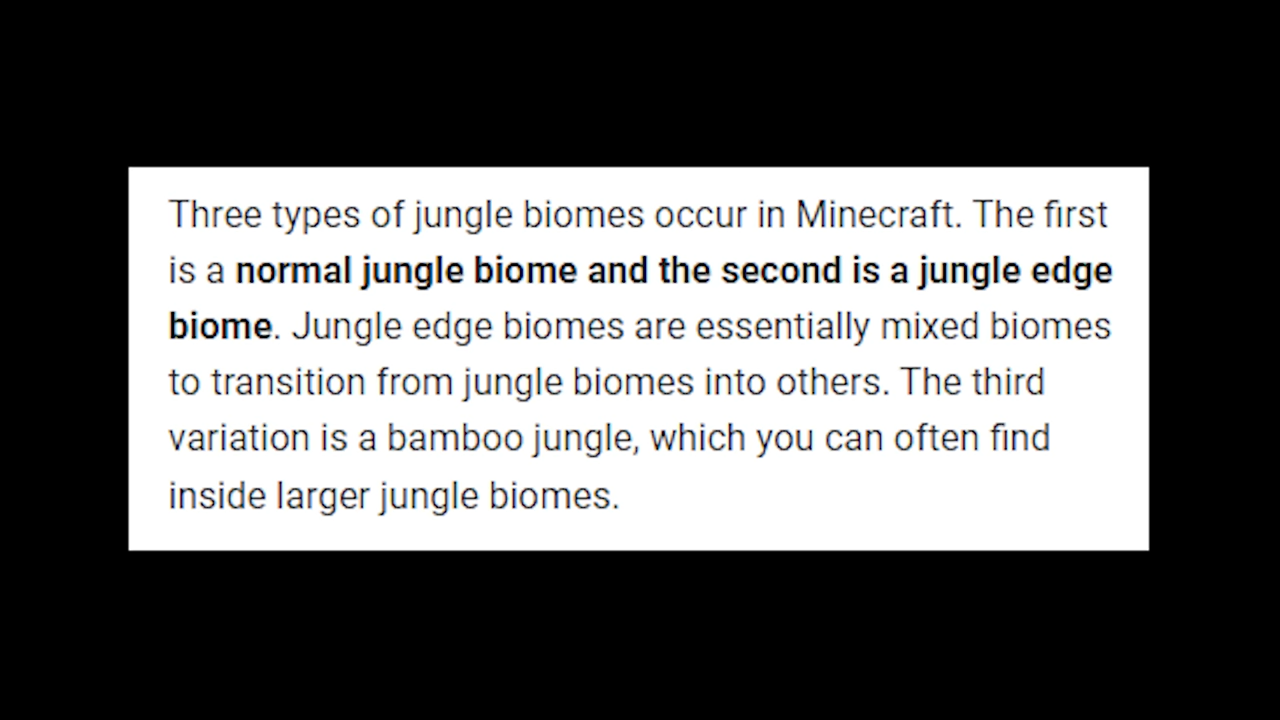 Three types of jungle biomes occur in Minecraft. The first
is a normal jungle biome and the second is a jungle edge
biome. Jungle edge biomes are essentially mixed biomes
to transition from jungle biomes into others. The third
variation is a bamboo jungle, which you can often find
inside larger jungle biomes.